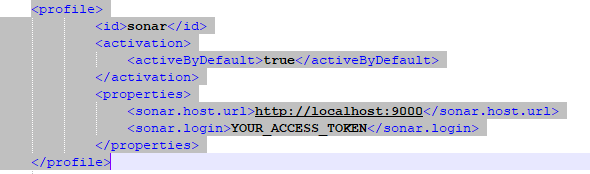 <profile>
<id>sonar</id>
<activation>
<activeByDefault>true</activeByDefault>
</activation>
<properties>
<sonar.host.url>http://localhost:9000</sonar.host.url>
<sonar.login>YOUR_ACCESS_TOKEN</sonar.login>
</properties>
</profile>